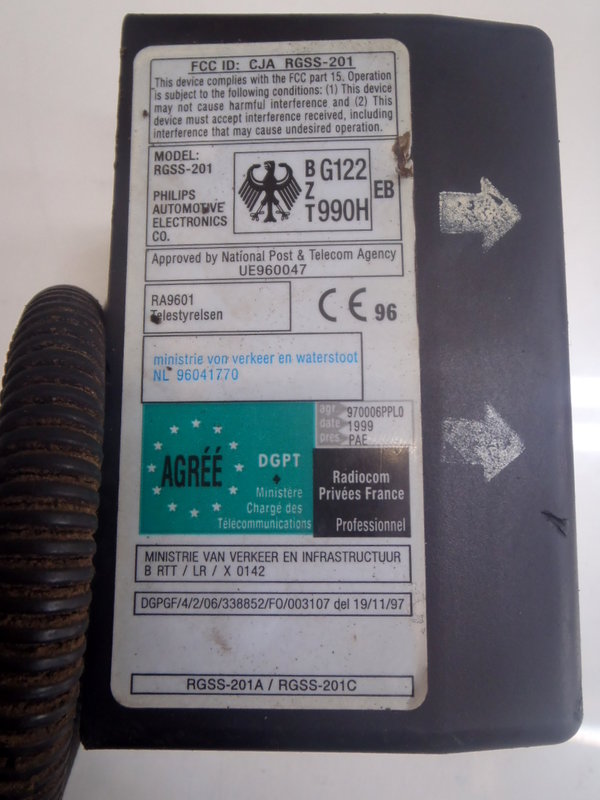 FCC ID: CJA RGSS-201
This device complies with the FCC part 15. Operation
is subject to the following conditions: (1) This device
may not cause harmful interference and (2) This
device must accept interference received, including
interference that may cause undesired operation.
MODEL:
RGSS-201
PHILIPS
AUTOMOTIVE
ELECTRONICS
CO.
B G122
Z
T 990H
EB
Approved by National Post & Telecom Agency
UE960047
RA9601
Telestyrelsen
CE 96
ministrie von verkeer en waterstoot
NL 96041770
AGRÉÉ
DGPT
Ministère
Chargé des
Télécommunications
agr 970006PPL0
date 1999
pres PAE
Radiocom
Privées France
Professionnel
MINISTRIE VAN VERKEER EN INFRASTRUCTUUR
B RTT / LR / X 0142
DGPGF/4/2/06/338852/FO/003107 del 19/11/97
RGSS-201A / RGSS-201C